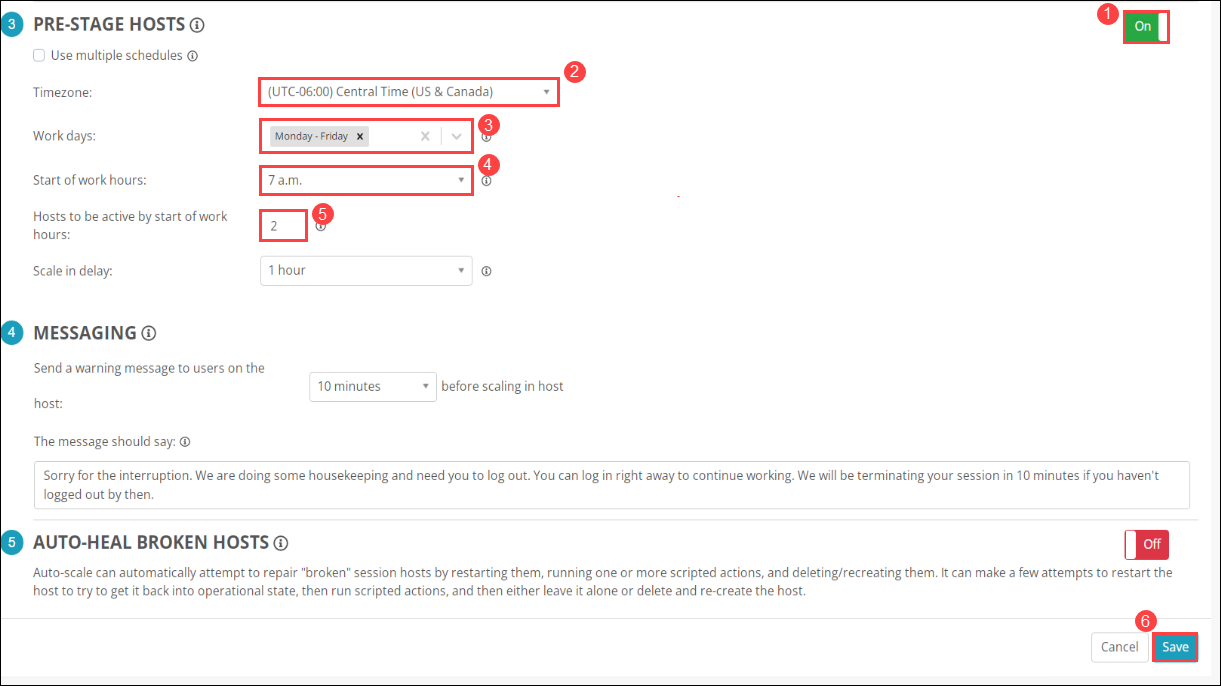 1
3 PRE-STAGE HOSTS
On
Use multiple schedules
2
Timezone: (UTC-06:00) Central Time (US & Canada)
3
Work days: Monday - Friday
4
Start of work hours: 7 a.m.
5
Hosts to be active by start of work
hours: 2
Scale in delay: 1 hour
4 MESSAGING
Send a warning message to users on the
host: 10 minutes before scaling in host
The message should say:
Sorry for the interruption. We are doing some housekeeping and need you to log out. You can log in right away to continue working. We will be terminating your session in 10 minutes if you haven't
logged out by then.
5 AUTO-HEAL BROKEN HOSTS
Off
Auto-scale can automatically attempt to repair "broken" session hosts by restarting them, running one or more scripted actions, and deleting/recreating them. It can make a few attempts to restart the
host to try to get it back into operational state, then run scripted actions, and then either leave it alone or delete and re-create the host.
6
Cancel Save